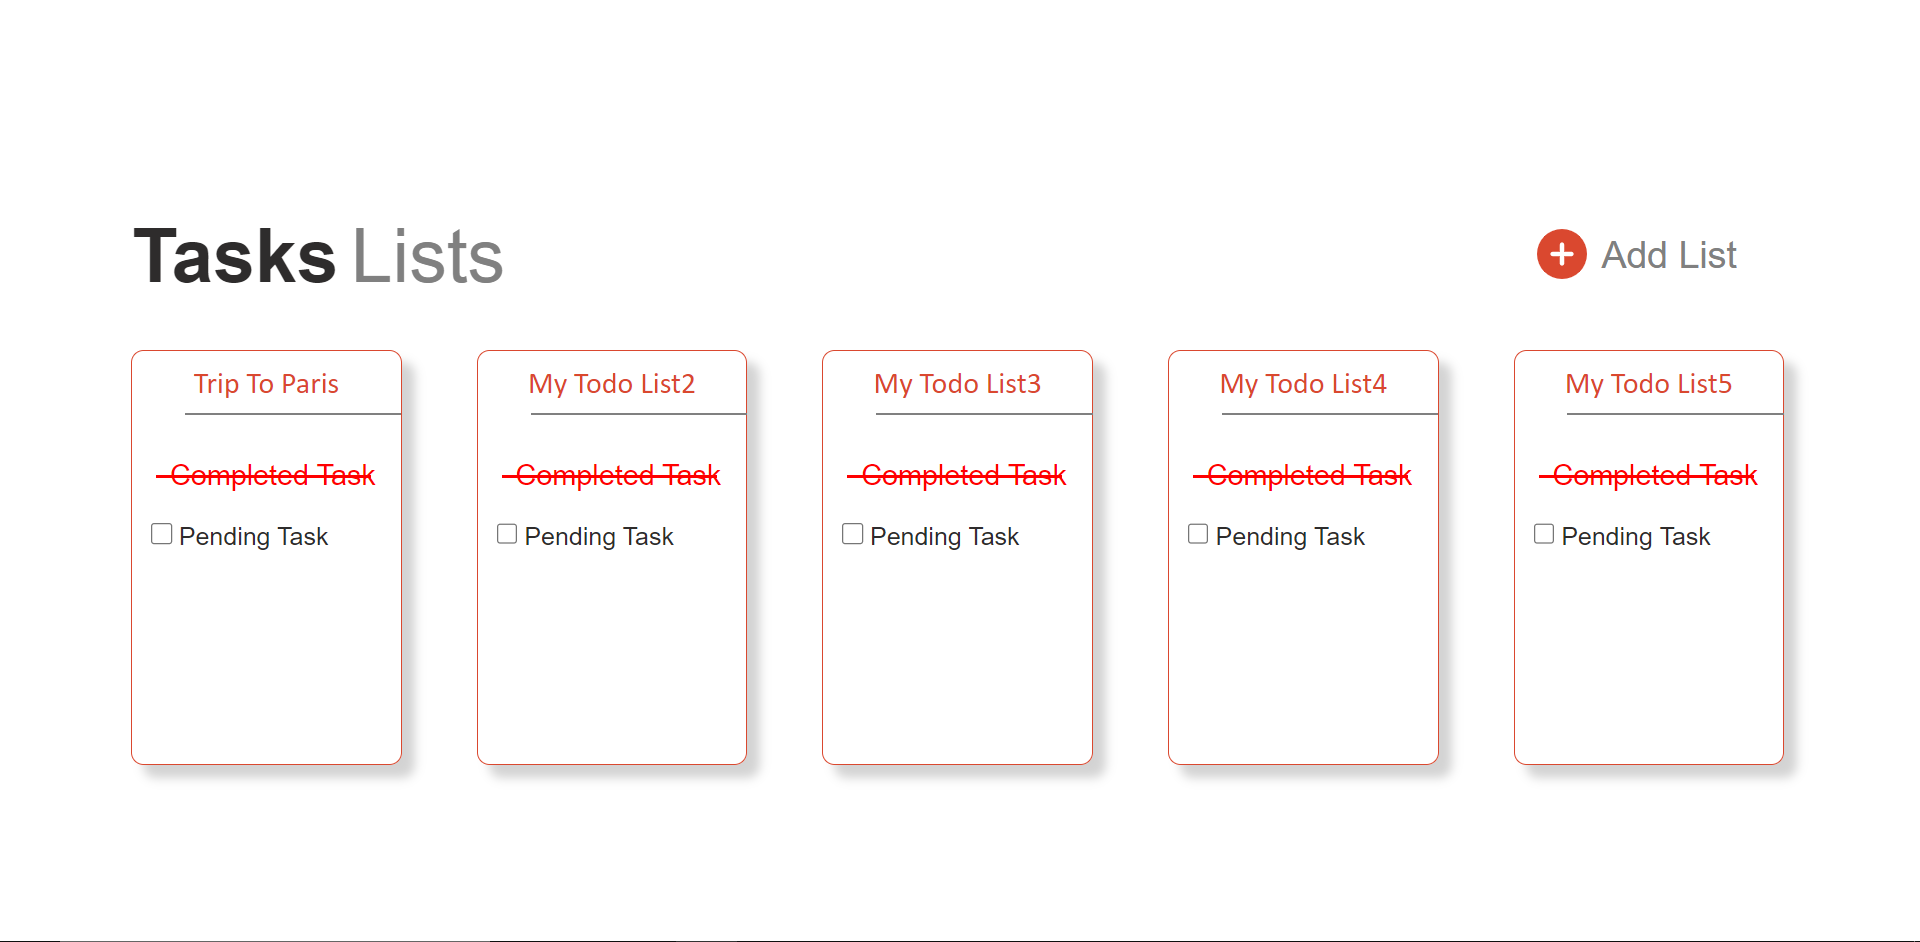 Tasks Lists
Add List
Trip To Paris
Completed Task
Pending Task
My Todo List2
Completed Task
Pending Task
My Todo List3
Completed Task
Pending Task
My Todo List4
Completed Task
Pending Task
My Todo List5
Completed Task
Pending Task